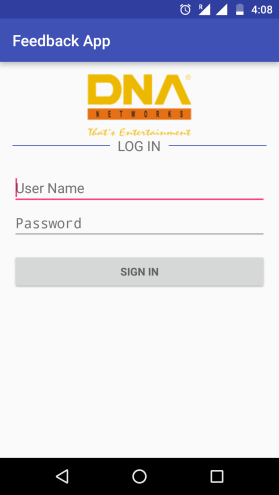 R 4:08
Feedback App
DNA®
NETWORKS
That's Entertainment
LOG IN
User Name
Password
SIGN IN